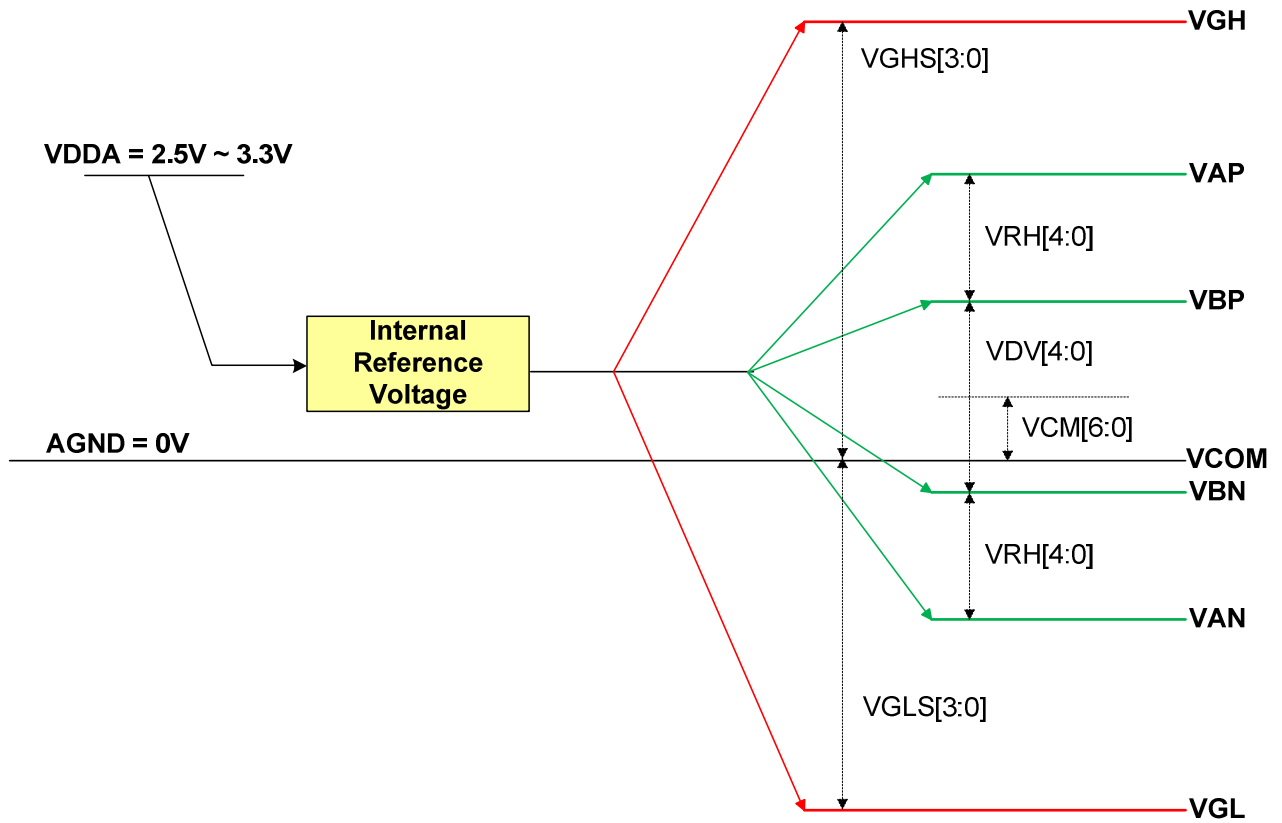 VGH
VGHS[3:0]
VDDA = 2.5V ~ 3.3V
VAP
VRH[4:0]
VBP
Internal
Reference
Voltage
VDV[4:0]
VCM[6:0]
AGND = 0V
VCOM
VBN
VRH[4:0]
VAN
VGLS[3:0]
VGL